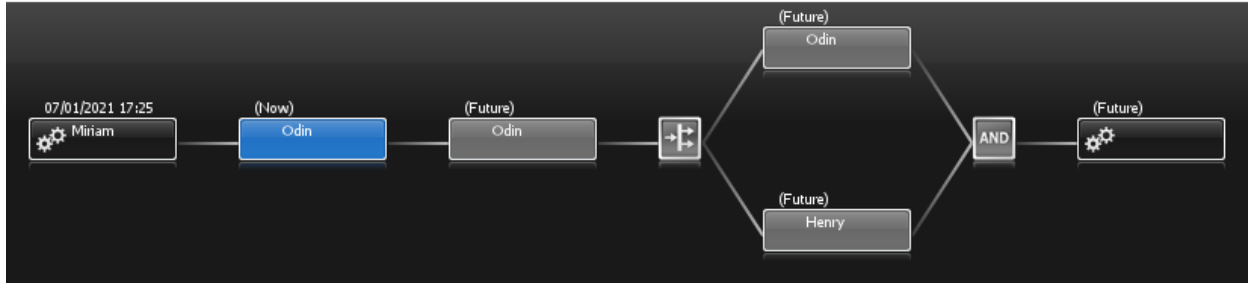 (Future)
Odin
07/01/2021 17:25
(Now)
(Future)
(Future)
Miriam
Odin
Odin
AND
(Future)
Henry